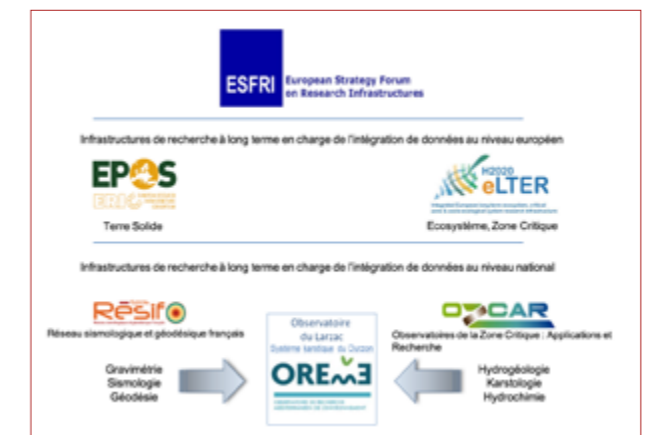 ESFRI
European Strategy Forum
on Research Infrastructures
Infrastructures de recherche à long terme en charge de l'intégration de données au niveau européen
EPOS
ERIC
H2020
eLTER
Terre Solide
Ecosystème, Zone Critique
Infrastructures de recherche à long terme en charge de l'intégration de données au niveau national
Résif
Réseau sismologique et géodésique français
OZCAR
Observatoires de la Zone Critique : Applications et
Recherche
Observatoire
du Larzac
Système karstique du Durzon
OREME
Gravimétrie
Sismologie
Géodésie
Hydrogéologie
Karstologie
Hydrochimie